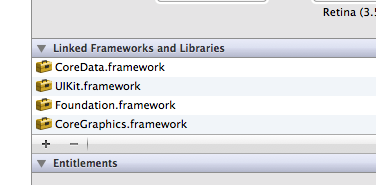 Retina (3.5
Linked Frameworks and Libraries
CoreData.framework
UIKit.framework
Foundation.framework
CoreGraphics.framework
Entitlements